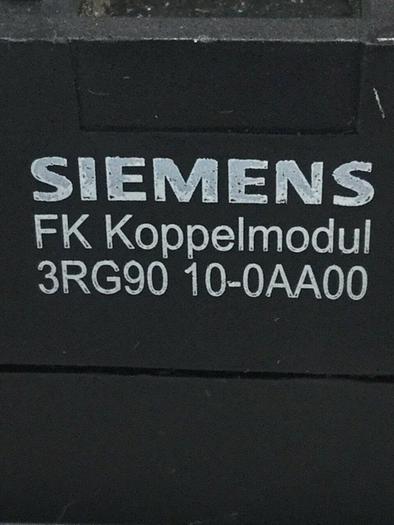 SIEMENS
FK Koppelmodul
3RG90 10-0AA00